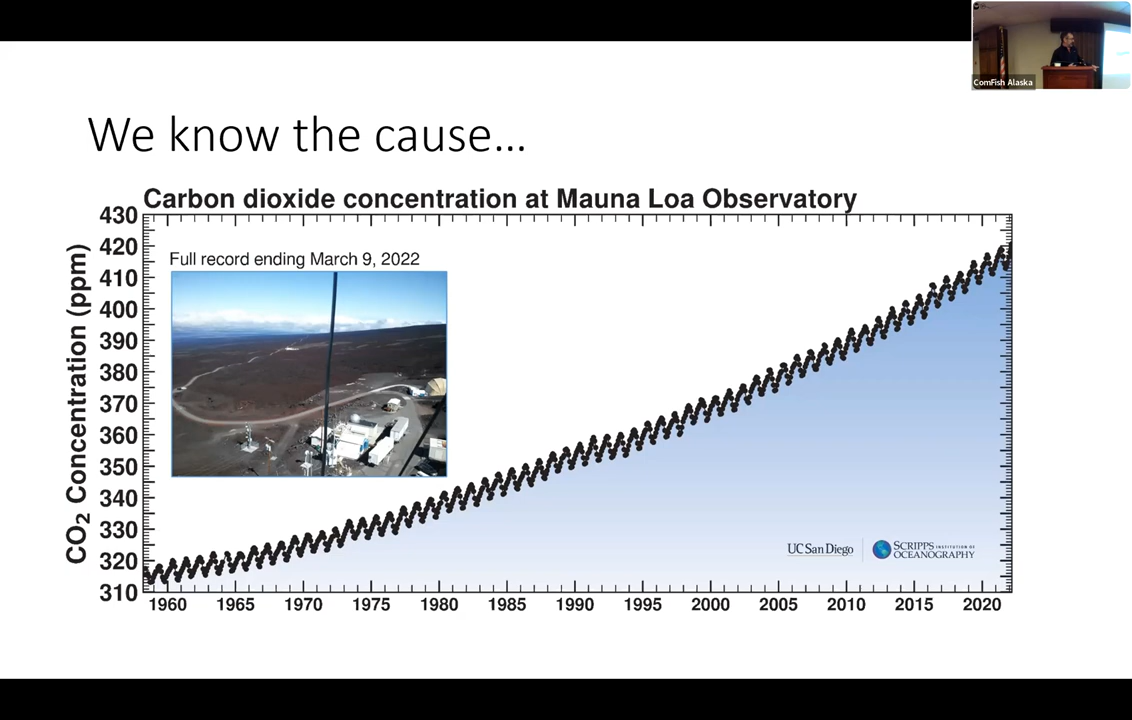 ComFish Alaska
We know the cause...
Carbon dioxide concentration at Mauna Loa Observatory
Full record ending March 9, 2022
CO2 Concentration (ppm)
430
420
410
400
390
380
370
360
350
340
330
320
310
1960 1965 1970 1975 1980 1985 1990 1995 2000 2005 2010 2015 2020
UC San Diego
SCRIPPS INSTITUTION OF
OCEANOGRAPHY